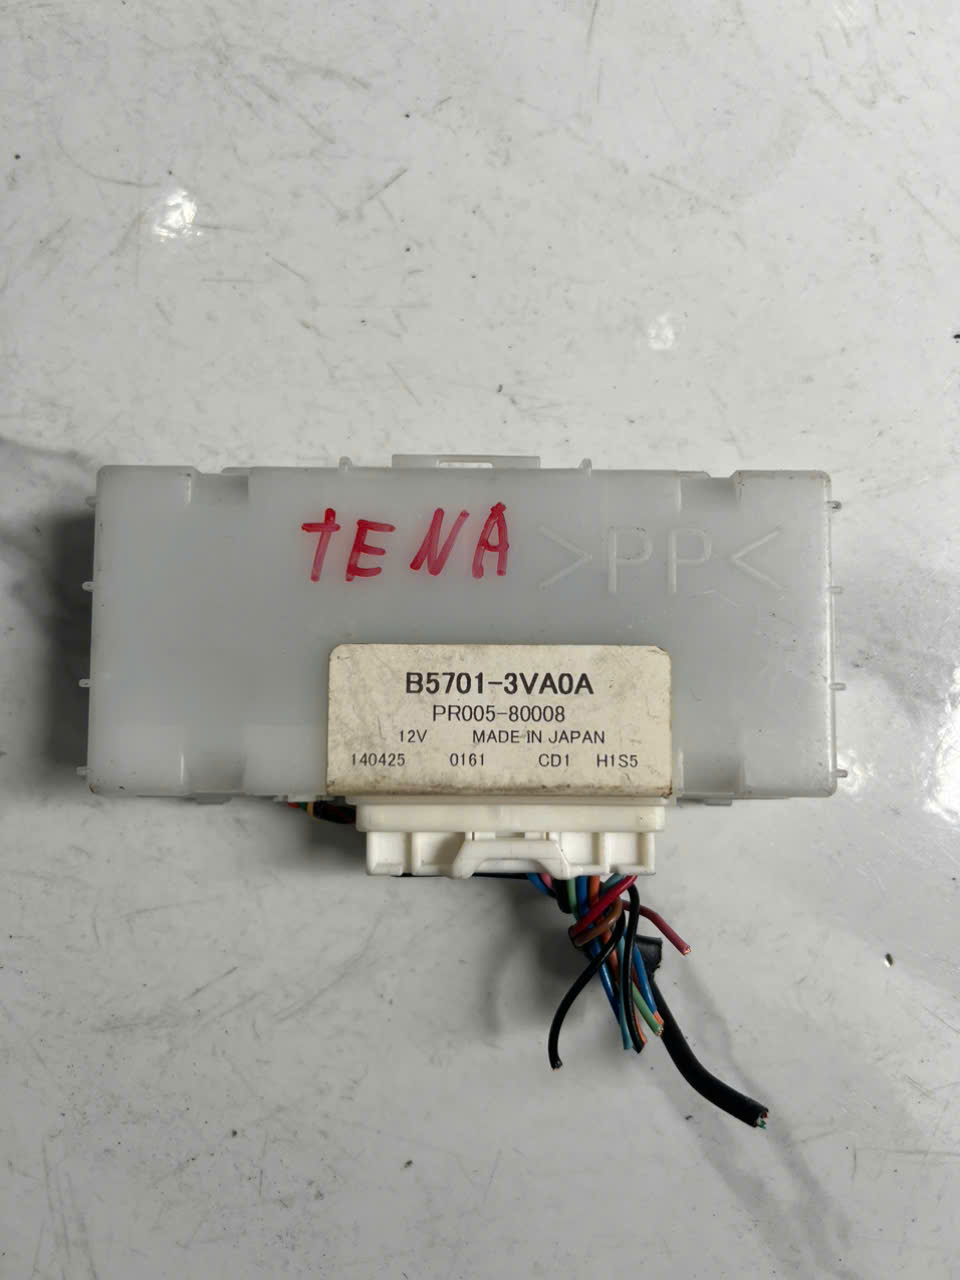 TENA >PP<
B5701-3VA0A
PR005-80008
12V MADE IN JAPAN
140425 0161 CD1 H1S5